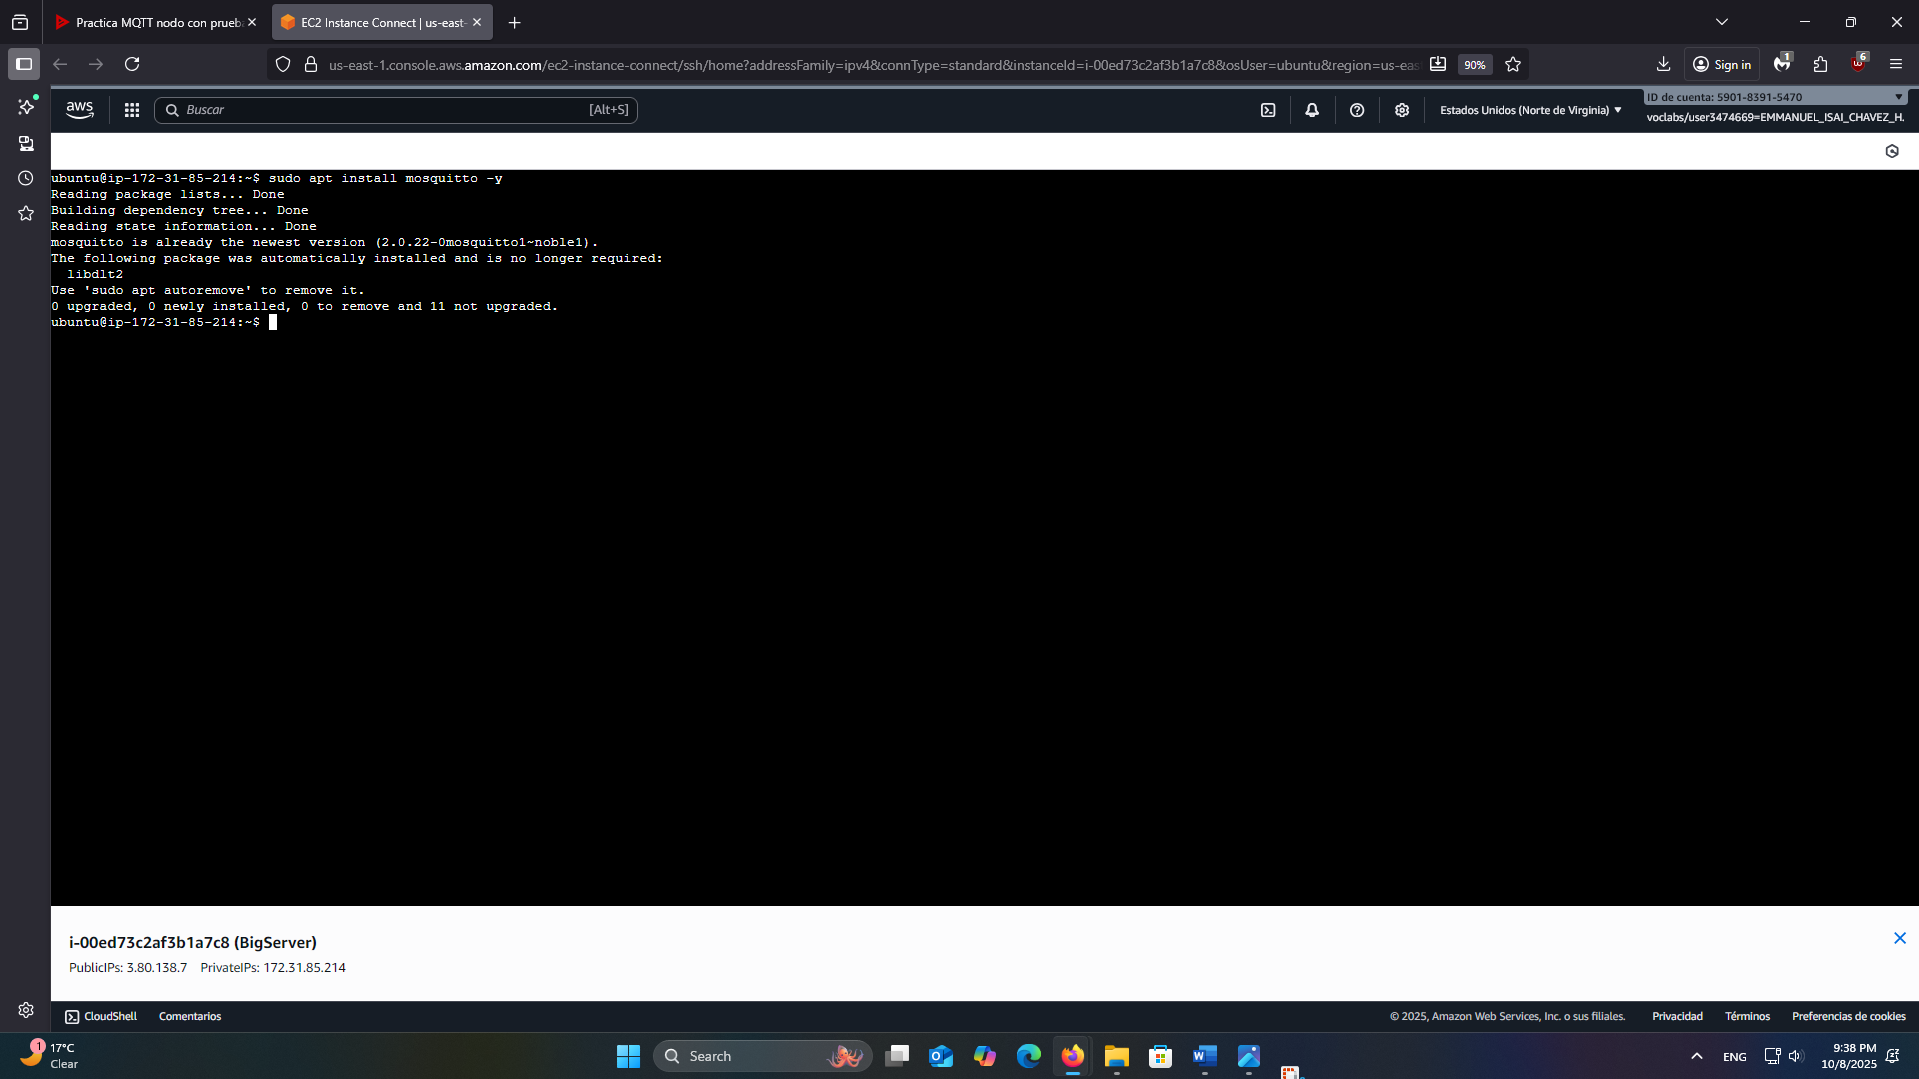 Practica MQTT nodo con prueb
EC2 Instance Connect | us-east-
us-east-1.console.aws.amazon.com/ec2-instance-connect/ssh/home?addressFamily=ipv4&connType=standard&instanceId=i-00ed73c2af3b1a7c8&osUser=ubuntu&region=us-eas
90%
Sign in
1
6
aws
Buscar
[Alt+S]
Estados Unidos (Norte de Virginia)
ID de cuenta: 5901-8391-5470
voclabs/user3474669=EMMANUEL_ISAI_CHAVEZ_H.
ubuntu@ip-172-31-85-214:~$ sudo apt install mosquitto -y
Reading package lists... Done
Building dependency tree... Done
Reading state information... Done
mosquitto is already the newest version (2.0.22-0mosquitto1~noble1).
The following package was automatically installed and is no longer required:
libdlt2
Use 'sudo apt autoremove' to remove it.
0 upgraded, 0 newly installed, 0 to remove and 11 not upgraded.
ubuntu@ip-172-31-85-214:~$
i-00ed73c2af3b1a7c8 (BigServer)
PublicIPs: 3.80.138.7 PrivateIPs: 172.31.85.214
CloudShell
Comentarios
© 2025, Amazon Web Services, Inc. o sus filiales.
Privacidad
Términos
Preferencias de cookies
1
17°C
Clear
Search
ENG
9:38 PM
10/8/2025